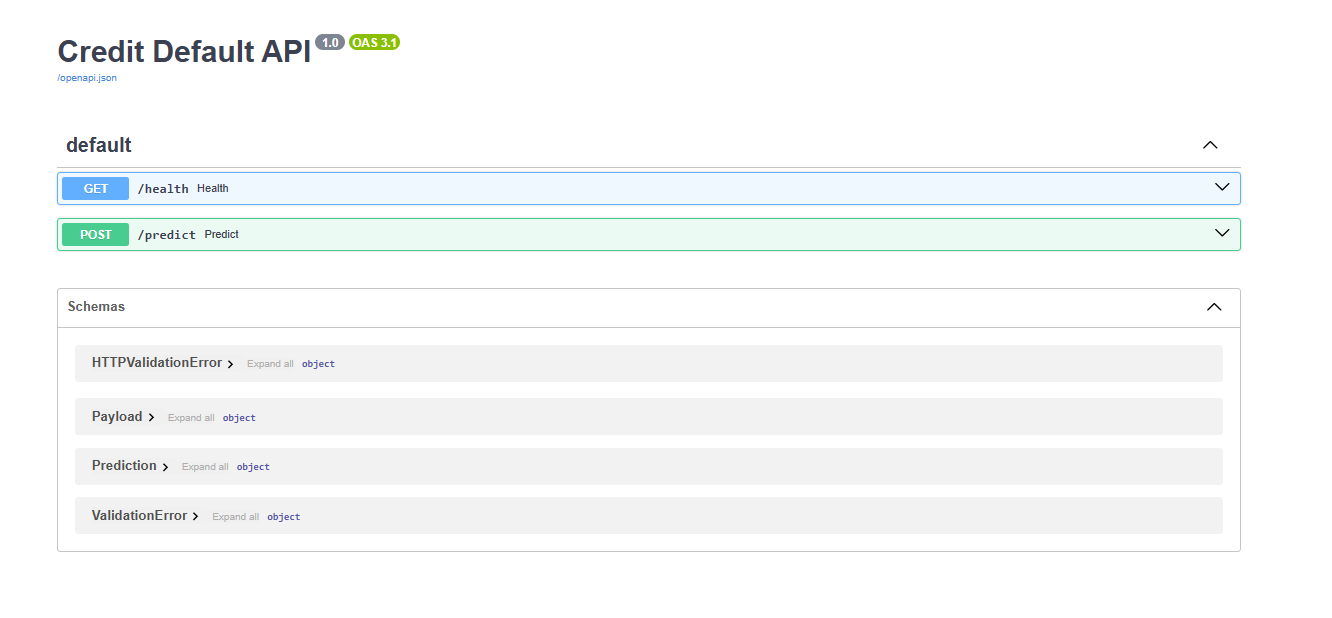 Credit Default API 1.0 OAS 3.1
/openapi.json
default
GET /health Health
POST /predict Predict
Schemas
HTTPValidationError Expand all object
Payload Expand all object
Prediction Expand all object
ValidationError Expand all object